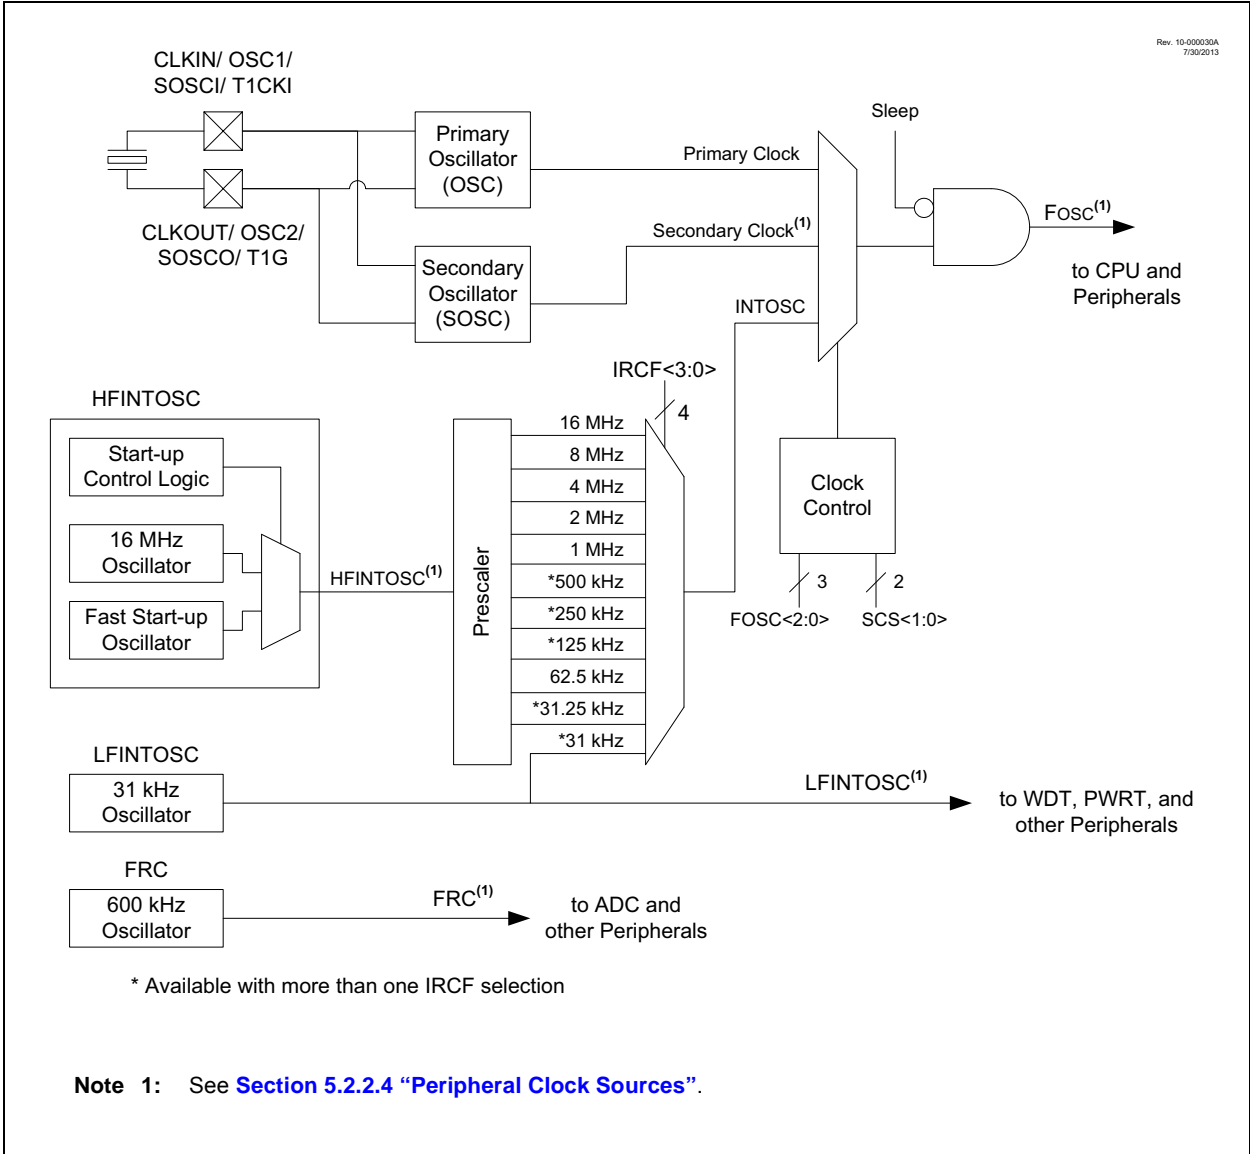 Rev. 10-000030A
7/30/2013
CLKIN/ OSC1/
SOSCI/ T1CKI
Sleep
Primary
Oscillator
(OSC)
Primary Clock
FOSC(1)
CLKOUT/ OSC2/
SOSCO/ T1G
Secondary Clock(1)
Secondary
Oscillator
(SOSC)
to CPU and
Peripherals
INTOSC
IRCF<3:0>
4
HFINTOSC
Start-up
Control Logic
16 MHz
Oscillator
Fast Start-up
Oscillator
HFINTOSC(1)
Prescaler
16 MHz
8 MHz
4 MHz
2 MHz
1 MHz
*500 kHz
*250 kHz
*125 kHz
62.5 kHz
*31.25 kHz
*31 kHz
Clock
Control
3
2
FOSC<2:0>
SCS<1:0>
LFINTOSC
31 kHz
Oscillator
LFINTOSC(1)
to WDT, PWRT, and
other Peripherals
FRC
600 kHz
Oscillator
FRC(1)
to ADC and
other Peripherals
* Available with more than one IRCF selection
Note 1: See Section 5.2.2.4 “Peripheral Clock Sources”.